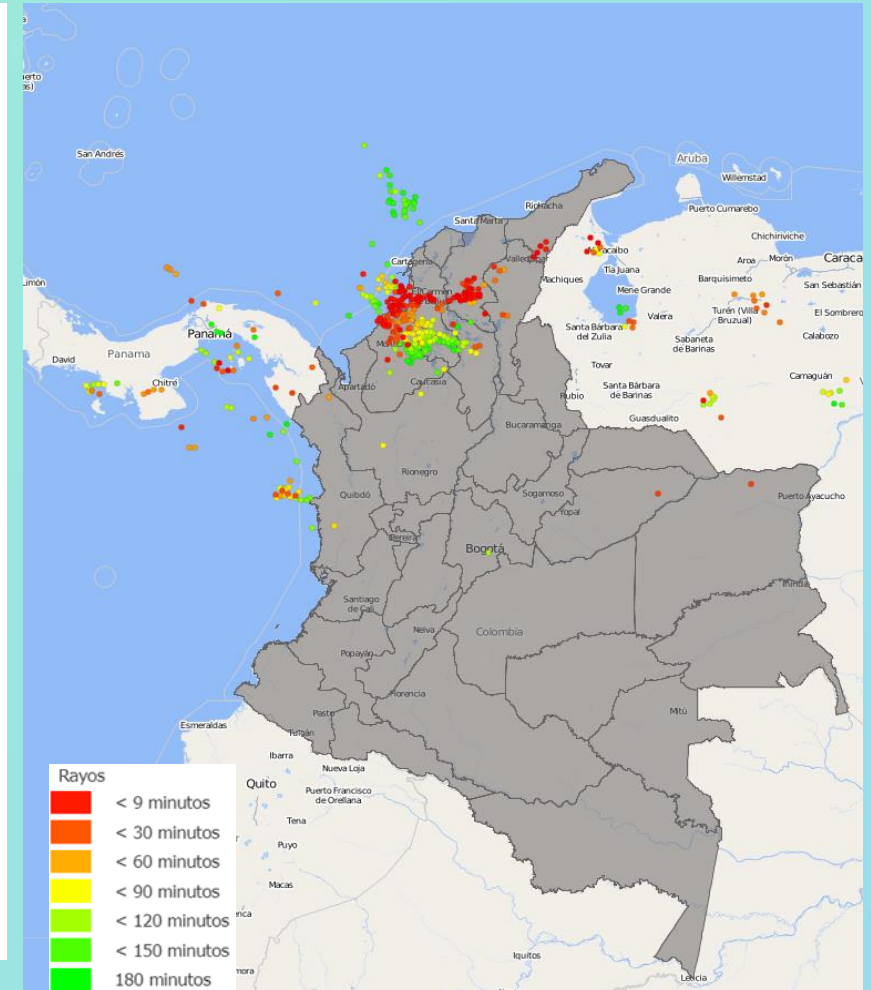 San Andrés
Aruba
Willemstad
Puerto Cumarebo
Riohacha
Santa Marta
Chichiriviche
Cartagena
Valledupar
Maracaibo
Aroa
Morón
Caraca
Tía Juana
Machiques
Barquisimeto
San Sebastián
El Carmen
Mene Grande
Limón
Valera
Turén (Villa
Bruzual)
El Sombrero
Panamá
Santa Bárbara
del Zulia
Sabaneta
de Barinas
Calabozo
David
Panama
Tovar
Camaguán
Chitré
Apartadó
Caucasia
Rubio
Santa Bárbara
de Barinas
Guasdualito
Bucaramanga
Rionegro
Quibdó
Sogamoso
Puerto Ayacucho
Yopal
Pereira
Bogotá
Inírida
Santiago
de Cali
Neiva
Colombia
Popayán
Florencia
Mitú
Pasto
Esmeraldas
Tulcán
Ibarra
Nueva Loja
Quito
Puerto Francisco
de Orellana
Tena
Puyo
Macas
Iquitos
Leticia
Rayos
< 9 minutos
< 30 minutos
< 60 minutos
< 90 minutos
< 120 minutos
< 150 minutos
180 minutos